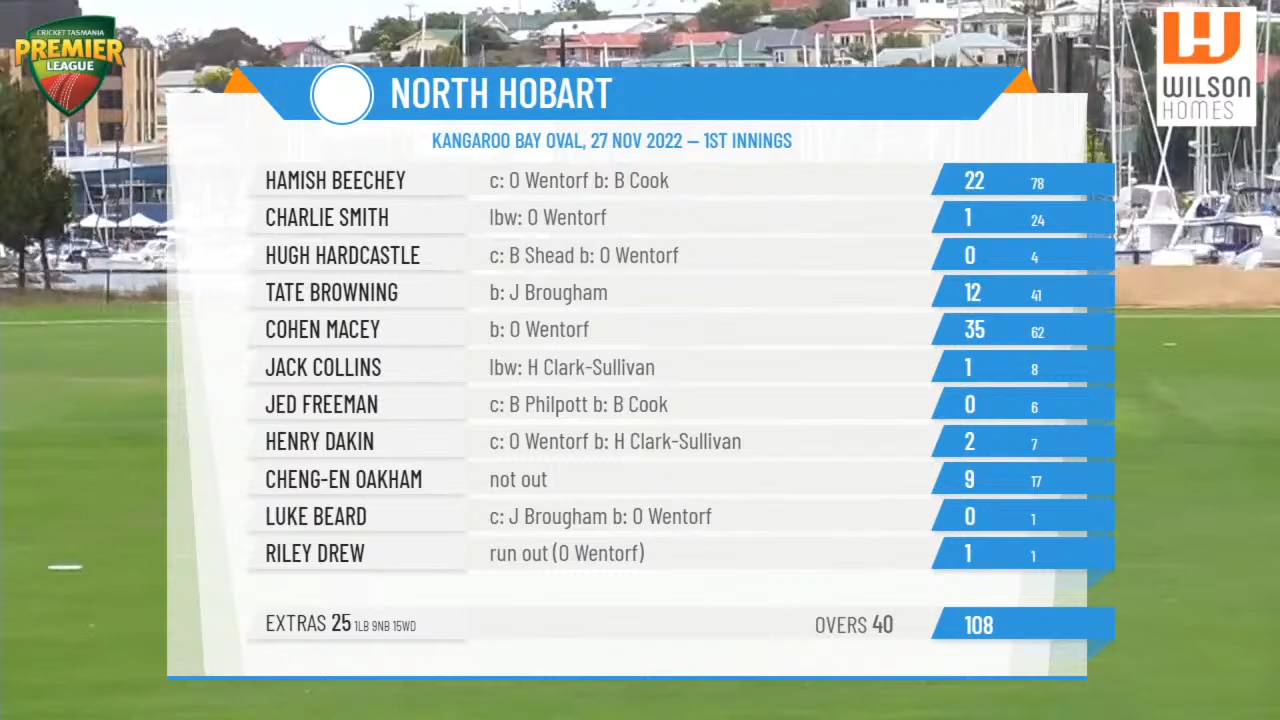 CRICKET TASMANIA
PREMIER
LEAGUE
WILSON
HOMES
NORTH HOBART
KANGAROO BAY OVAL, 27 NOV 2022 – 1ST INNINGS
HAMISH BEECHEY c: O Wentorf b: B Cook 22 78
CHARLIE SMITH lbw: O Wentorf 1 24
HUGH HARDCASTLE c: B Shead b: O Wentorf 0 4
TATE BROWNING b: J Brougham 12 41
COHEN MACEY b: O Wentorf 35 62
JACK COLLINS lbw: H Clark-Sullivan 1 8
JED FREEMAN c: B Philpott b: B Cook 0 6
HENRY DAKIN c: O Wentorf b: H Clark-Sullivan 2 7
CHENG-EN OAKHAM not out 9 17
LUKE BEARD c: J Brougham b: O Wentorf 0 1
RILEY DREW run out (O Wentorf) 1 1
EXTRAS 25 1LB 9NB 15WD OVERS 40 108